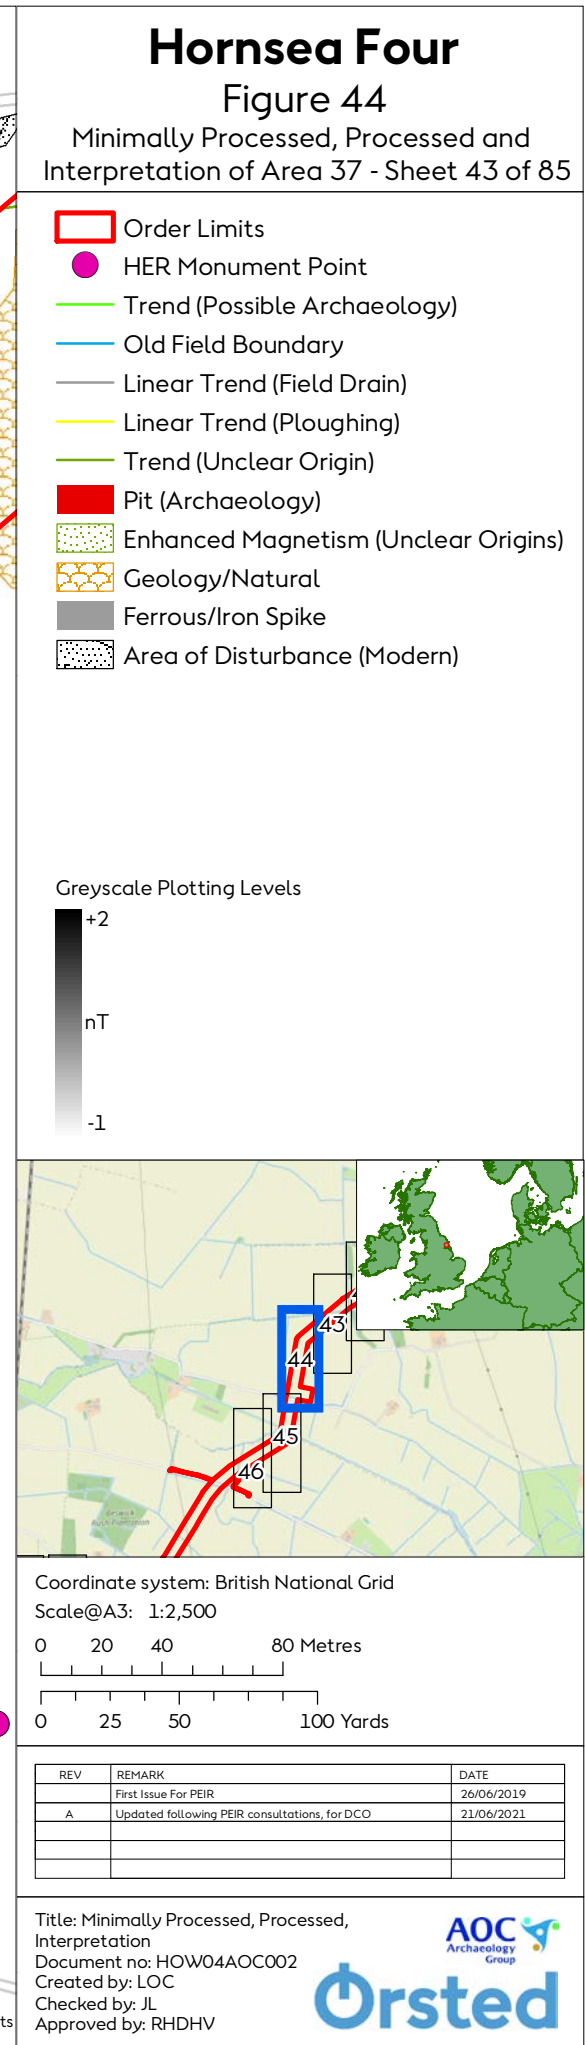 Hornsea Four
Figure 44
Minimally Processed, Processed and
Interpretation of Area 37 - Sheet 43 of 85
Order Limits
HER Monument Point
Trend (Possible Archaeology)
Old Field Boundary
Linear Trend (Field Drain)
Linear Trend (Ploughing)
Trend (Unclear Origin)
Pit (Archaeology)
Enhanced Magnetism (Unclear Origins)
Geology/Natural
Ferrous/Iron Spike
Area of Disturbance (Modern)
Greyscale Plotting Levels
+2
nT
-1
43
44
45
46
Coordinate system: British National Grid
Scale@A3: 1:2,500
0 20 40 80 Metres
0 25 50 100 Yards
REV REMARK DATE
First Issue For PEIR 26/06/2019
A Updated following PEIR consultations, for DCO 21/06/2021
Title: Minimally Processed, Processed,
Interpretation
Document no: HOW04AOC002
Created by: LOC
Checked by: JL
Approved by: RHDHV
AOC
Archaeology
Group
Orsted
ts